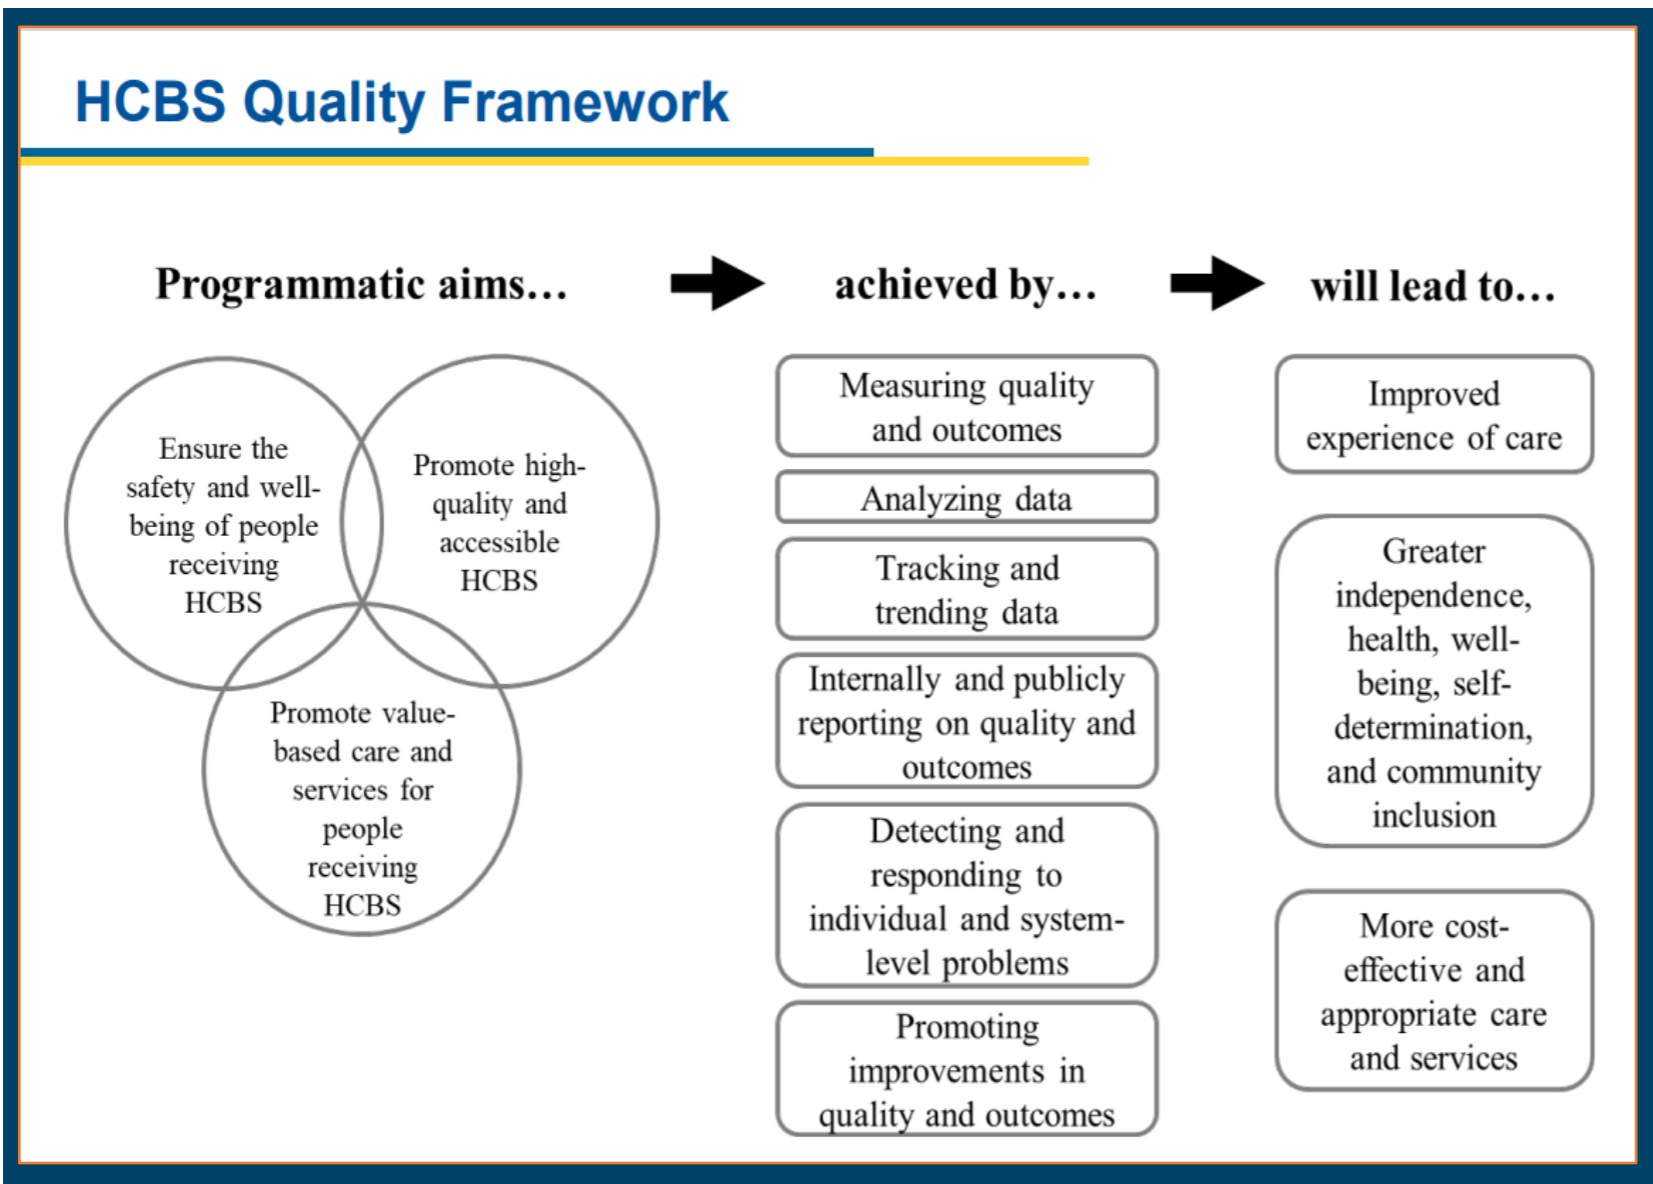 HCBS Quality Framework
Programmatic aims…
achieved by…
will lead to…
Ensure the
safety and well-
being of people
receiving
HCBS
Promote high-
quality and
accessible
HCBS
Promote value-
based care and
services for
people
receiving
HCBS
Measuring quality
and outcomes
Analyzing data
Tracking and
trending data
Internally and publicly
reporting on quality and
outcomes
Detecting and
responding to
individual and system-
level problems
Promoting
improvements in
quality and outcomes
Improved
experience of care
Greater
independence,
health, well-
being, self-
determination,
and community
inclusion
More cost-
effective and
appropriate care
and services